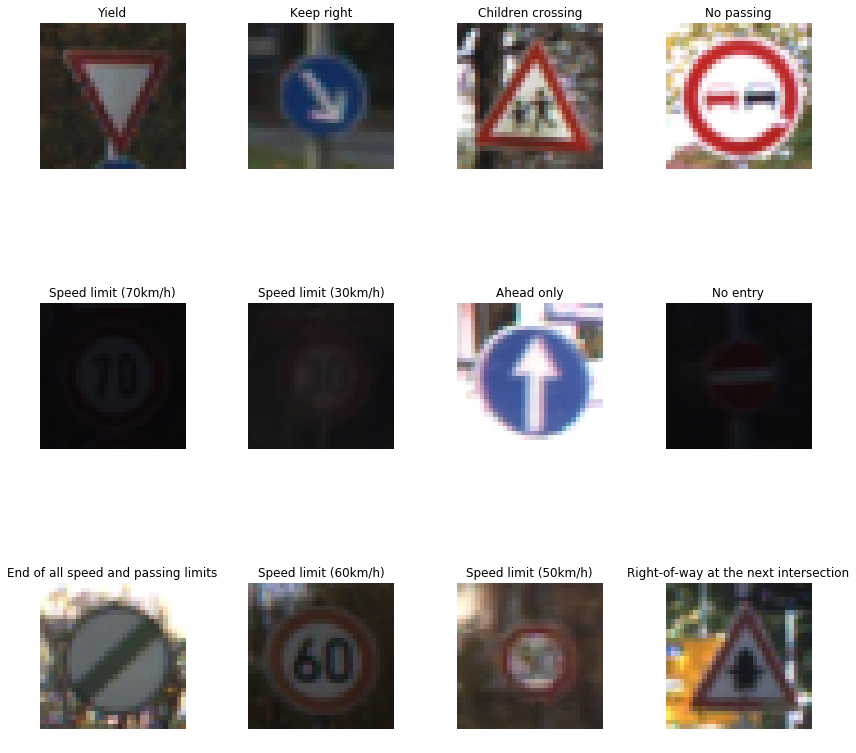 Yield
Keep right
Children crossing
No passing
Speed limit (70km/h)
Speed limit (30km/h)
Ahead only
No entry
70
End of all speed and passing limits
Speed limit (60km/h)
Speed limit (50km/h)
Right-of-way at the next intersection
60